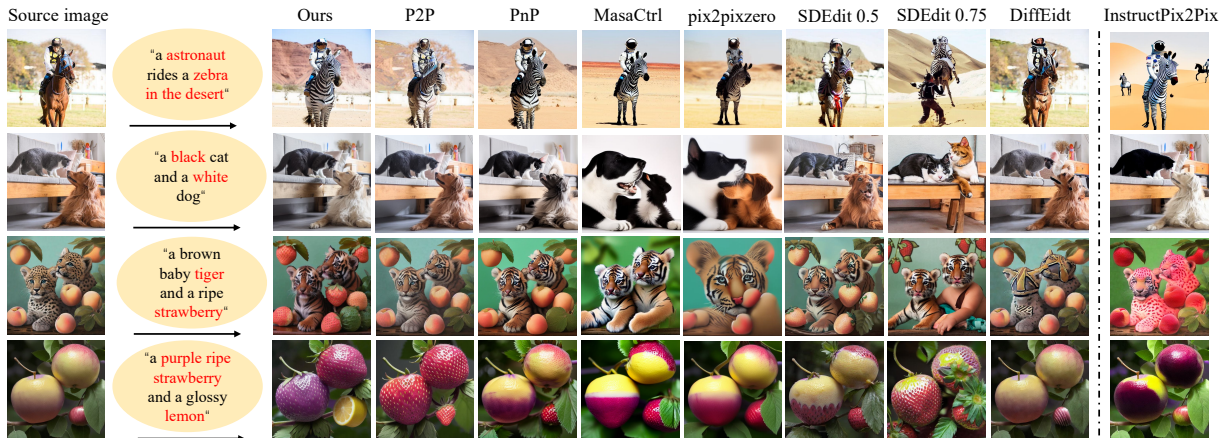 Source image Ours P2P PnP MasaCtrl pix2pixzero SDEdit 0.5 SDEdit 0.75 DiffEidt InstructPix2Pix
“a astronaut
rides a zebra
in the desert“
“a black cat
and a white
dog“
“a brown
baby tiger
and a ripe
strawberry“
“a purple ripe
strawberry
and a glossy
lemon“